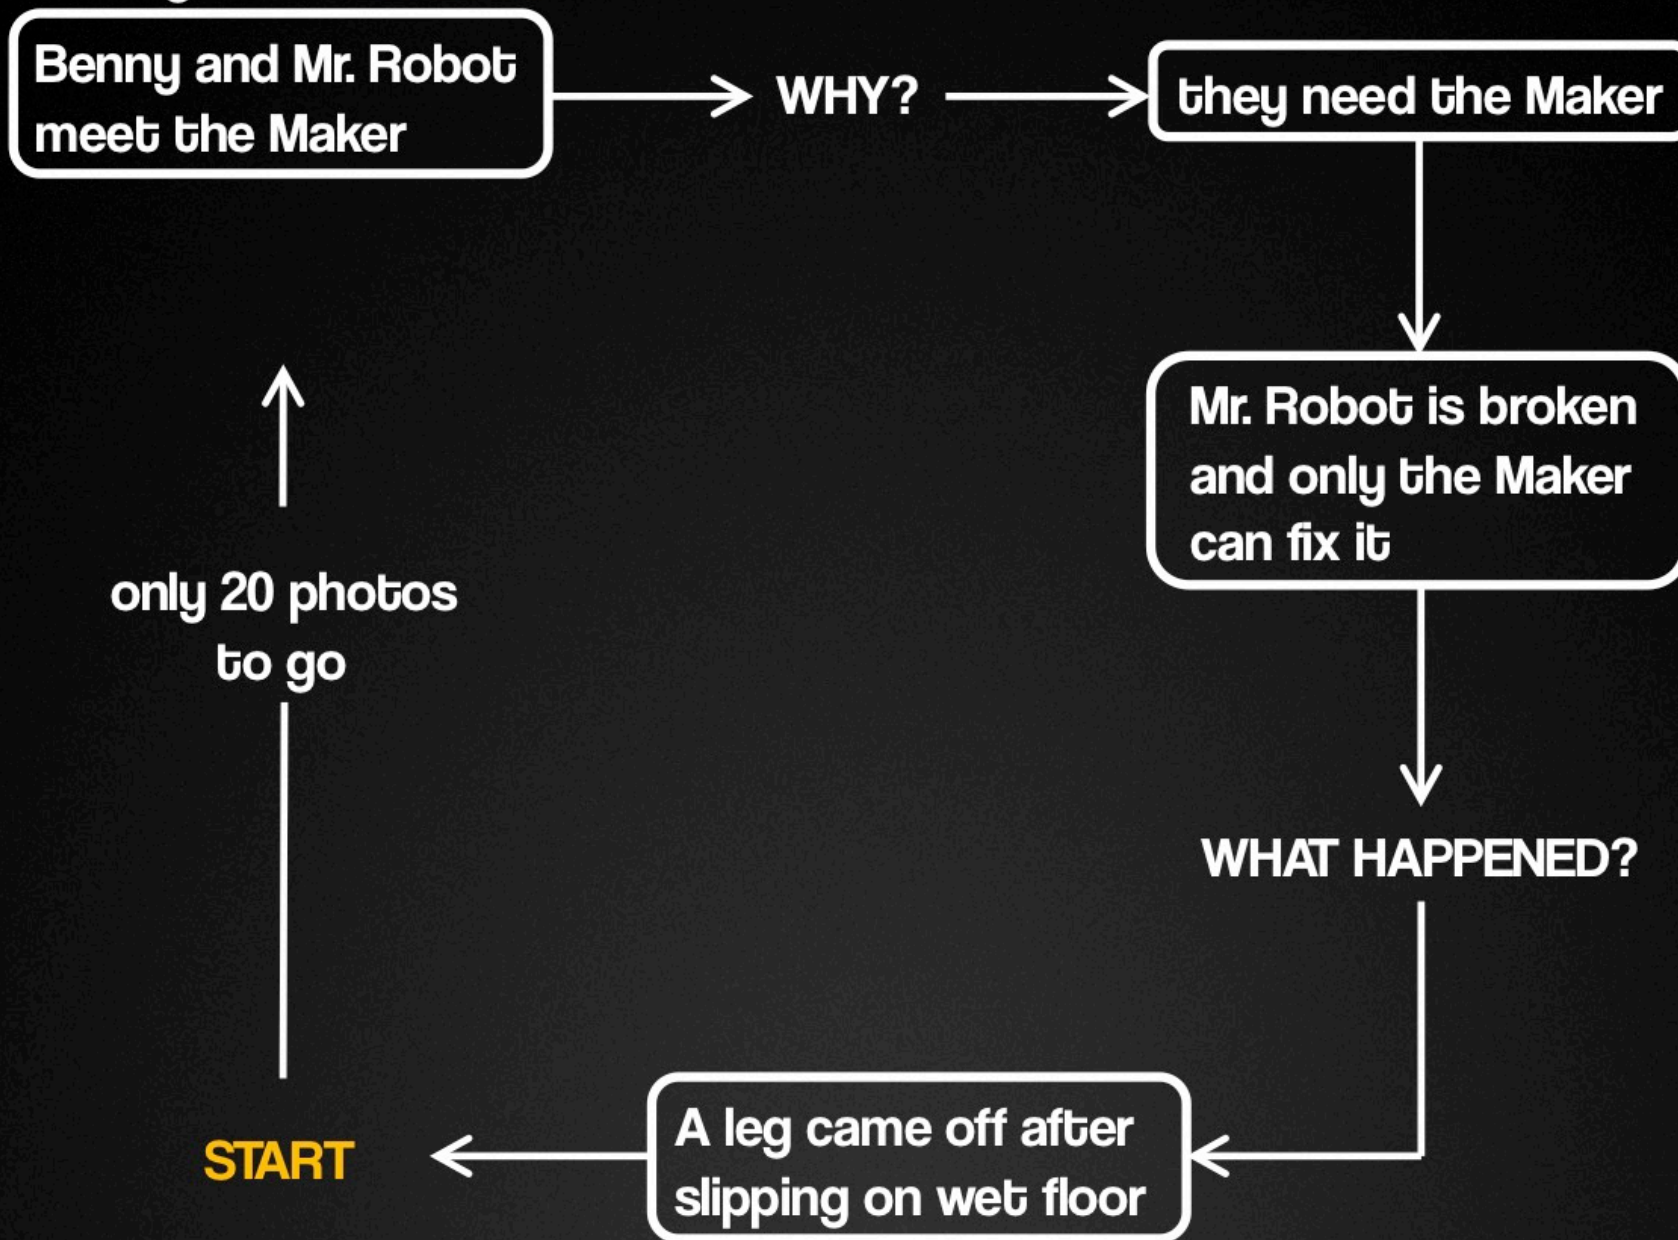 Benny and Mr. Robot
meet the Maker
WHY?
they need the Maker
Mr. Robot is broken
and only the Maker
can fix it
WHAT HAPPENED?
A leg came off after
slipping on wet floor
START
only 20 photos
to go